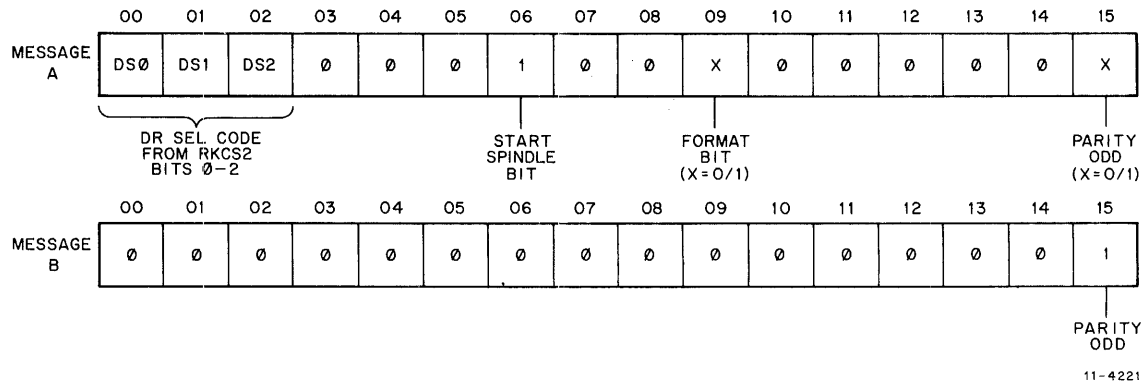 00 01 02 03 04 05 06 07 08 09 10 11 12 13 14 15
MESSAGE
A
DSØ DS1 DS2 Ø Ø Ø 1 Ø Ø X Ø Ø Ø Ø Ø X
DR SEL. CODE
FROM RKCS2
BITS Ø-2
START
SPINDLE
BIT
FORMAT
BIT
(X=0/1)
PARITY
ODD
(X=0/1)
00 01 02 03 04 05 06 07 08 09 10 11 12 13 14 15
MESSAGE
B
Ø Ø Ø Ø Ø Ø Ø Ø Ø Ø Ø Ø Ø Ø Ø 1
PARITY
ODD
11-4221